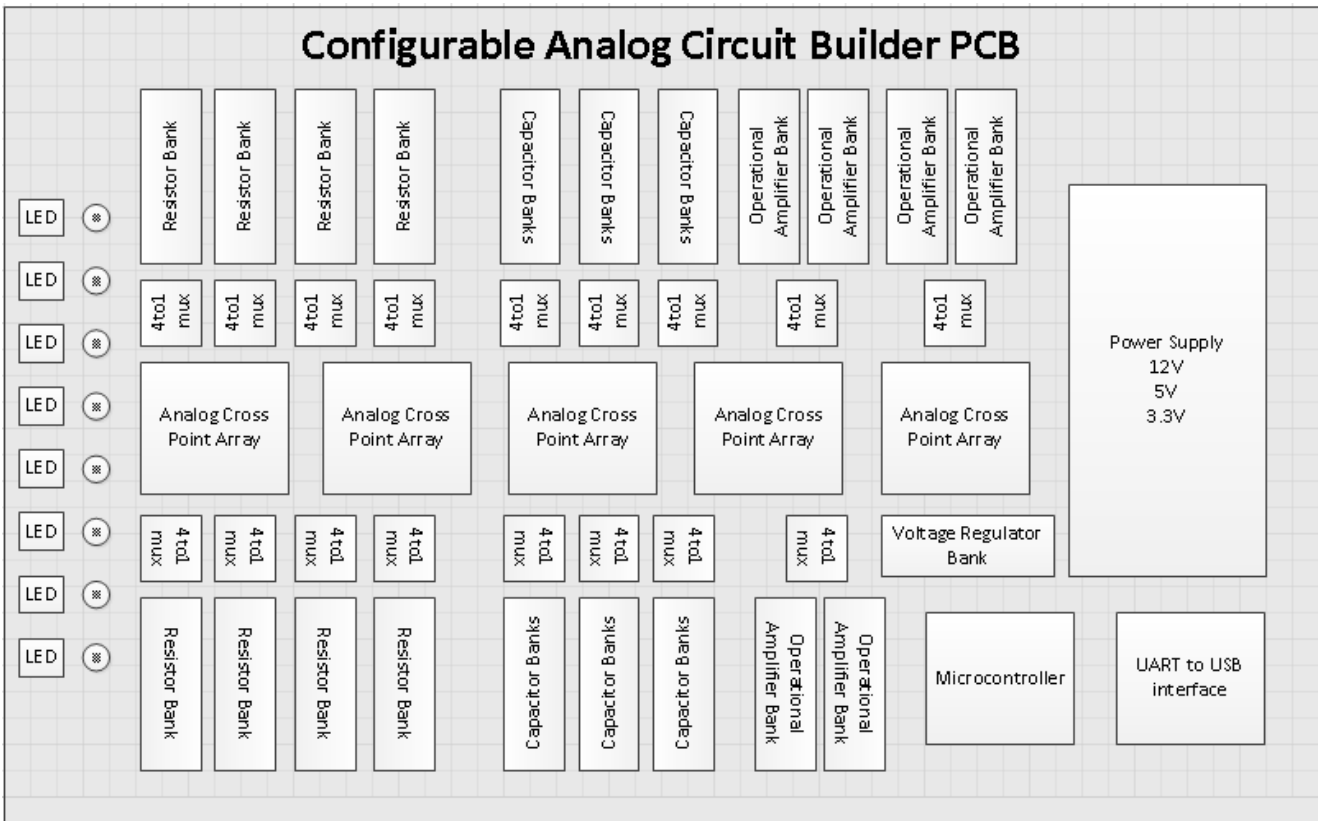 Configurable Analog Circuit Builder PCB
Resistor Bank
Resistor Bank
Resistor Bank
Resistor Bank
Capacitor Banks
Capacitor Banks
Capacitor Banks
Operational
Amplifier Bank
Operational
Amplifier Bank
Operational
Amplifier Bank
Operational
Amplifier Bank
LED
LED
LED
LED
LED
LED
LED
LED
4to1
mux
4to1
mux
4to1
mux
4to1
mux
4to1
mux
4to1
mux
4to1
mux
4to1
mux
4to1
mux
Power Supply
12V
5V
3.3V
Analog Cross
Point Array
Analog Cross
Point Array
Analog Cross
Point Array
Analog Cross
Point Array
Analog Cross
Point Array
4to1
mux
4to1
mux
4to1
mux
4to1
mux
4to1
mux
4to1
mux
4to1
mux
4to1
mux
Voltage Regulator
Bank
Resistor Bank
Resistor Bank
Resistor Bank
Resistor Bank
Capacitor Banks
Capacitor Banks
Capacitor Banks
Operational
Amplifier Bank
Operational
Amplifier Bank
Microcontroller
UART to USB
interface